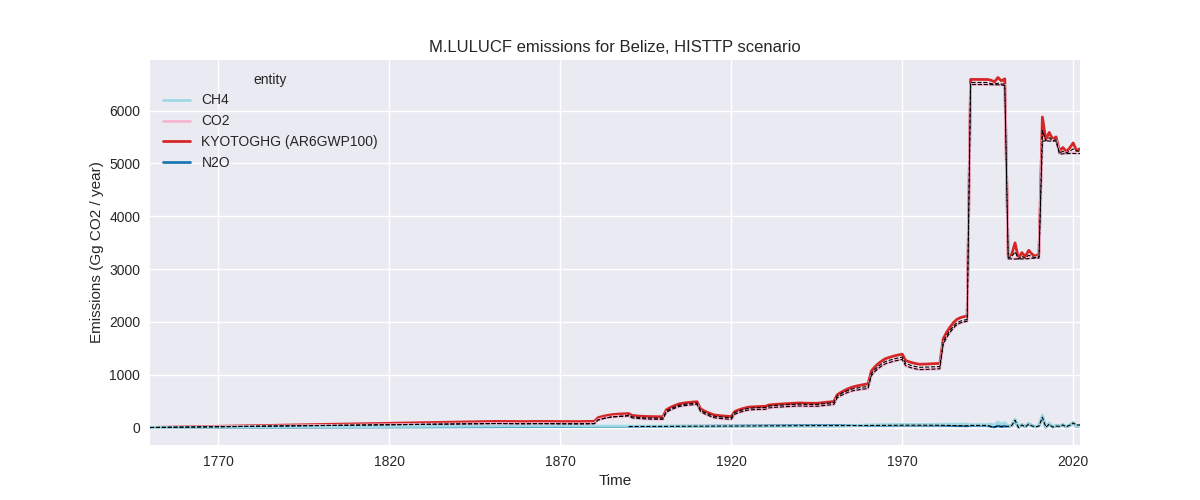 M.LULUCF emissions for Belize, HISTTP scenario
entity
CH4
CO2
KYOTOGHG (AR6GWP100)
N2O
Emissions (Gg CO2 / year)
6000
5000
4000
3000
2000
1000
0
1770 1820 1870 1920 1970 2020
Time